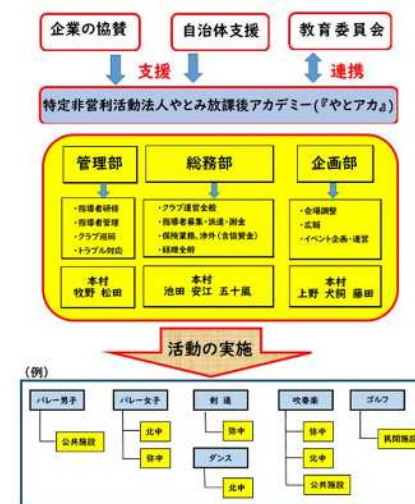 企業の協賛
自治体支援
教育委員会
支援
連携
特定非営利活動法人やとみ放課後アカデミー(『やとアカ』)
管理部
総務部
企画部
・指導者研修
・指導者管理
・クラブ巡回
・トラブル対応
・クラブ運営全般
・指導者募集・派遣・謝金
・保険業務、渉外(含協賛金)
・経理全般
・会場調整
・広報
・イベント企画・運営
本村
牧野 松田
本村
池田 安江 五十嵐
本村
上野 犬飼 藤田
活動の実施
(例)
バレー男子
バレー女子
剣道
吹奏楽
ゴルフ
公共施設
北中
弥中
弥中
ダンス
北中
弥中
北中
公共施設
民間施設